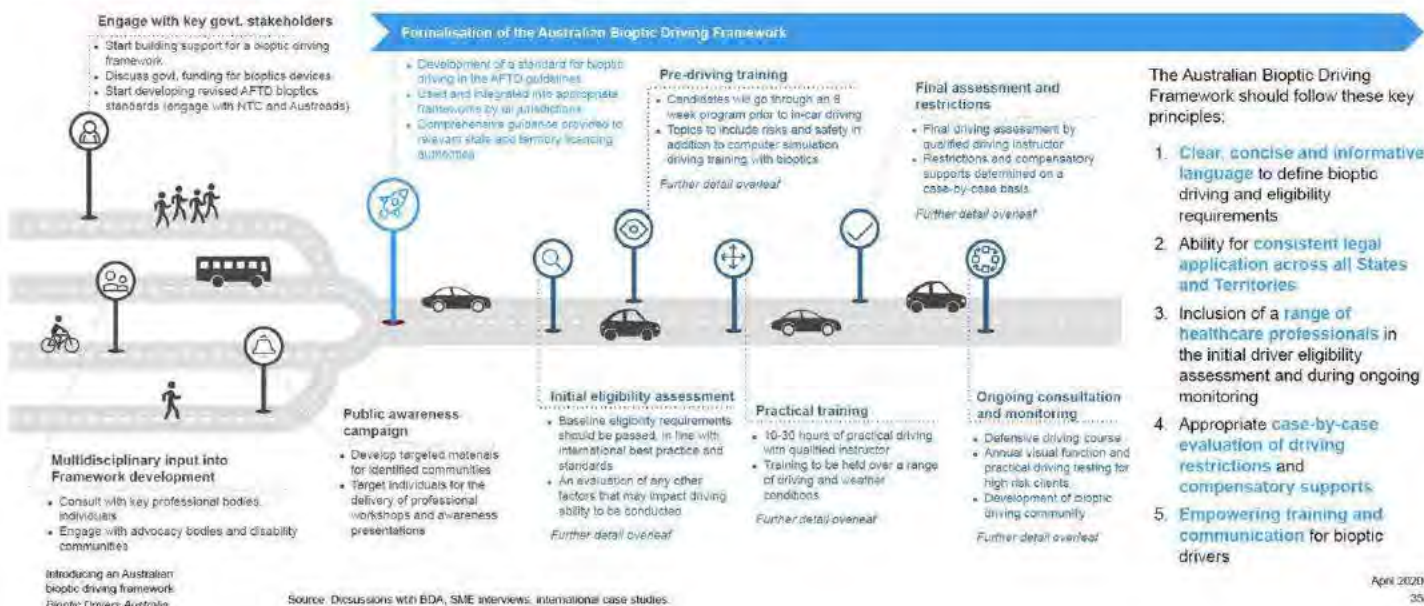 Engage with key govt. stakeholders
• Start building support for a bioptic driving
framework
• Discuss govt. funding for bioptics devices
• Start developing revised AFTD bioptics
standards (engage with NTC and Austroads)
Formalisation of the Australian Bioptic Driving Framework
• Development of a standard for bioptic
driving in the AFTD guidelines
• Used and integrated into appropriate
frameworks by all jurisdictions
• Comprehensive guidance provided to
relevant state and territory licencing
authorities
Pre-driving training
• Candidates will go through an
week program prior to in-car driving
• Topics to include risks and safety in
addition to computer simulation
driving training with bioptics
Further detail overleaf
Final assessment and
restrictions
• Final driving assessment by
qualified driving instructor
• Restrictions and compensatory
supports determined on a
case-by-case basis
Further detail overleaf
Multidisciplinary input into
Framework development
• Consult with key professional bodies,
individuals
• Engage with advocacy bodies and disability
communities
Public awareness
campaign
• Develop targeted materials
for identified communities
• Target individuals for the
delivery of professional
workshops and awareness
presentations
Initial eligibility assessment
• Baseline eligibility requirements
should be passed, in line with
international best practice and
standards
• An evaluation of any other
factors that may impact driving
ability to be conducted
Further detail overleaf
Practical training
• 10-30 hours of practical driving
with qualified instructor
• Training to be held over a range
of driving and weather
conditions
Further detail overleaf
Ongoing consultation
and monitoring
• Defensive driving course
• Annual visual function and
practical driving testing for
high risk clients
• Development of bioptic
driving community
Further detail overleaf
The Australian Bioptic Driving
Framework should follow these key
principles:
1. Clear, concise and informative
language to define bioptic
driving and eligibility
requirements
2. Ability for consistent legal
application across all States
and Territories
3. Inclusion of a range of
healthcare professionals in
the initial driver eligibility
assessment and during ongoing
monitoring
4. Appropriate case-by-case
evaluation of driving
restrictions and
compensatory supports
5. Empowering training and
communication for bioptic
drivers
Introducing an Australian
bioptic driving framework
Bioptic Drivers Australia
Source: Dicsussions wtih BDA, SME interviews, international case studies.
April 2020
35